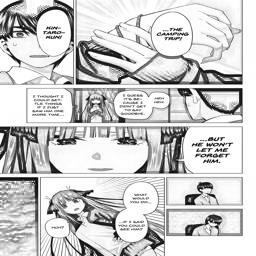 ...THE
CAMPING
TRIP!
KIN-
TARO-
KUN!
HEH
HEH.
I GUESS
IT'S BE-
CAUSE I
DIDN'T GET
TO SAY
GOODBYE.
I THOUGHT I
COULD SET-
TLE THINGS
IF I JUST
SAW HIM ONE
MORE TIME...
...BUT
HE WON'T
LET ME
FORGET
HIM.
WHAT
WOULD
YOU DO...
...IF I SAID
YOU COULD
SEE HIM?
HUH?